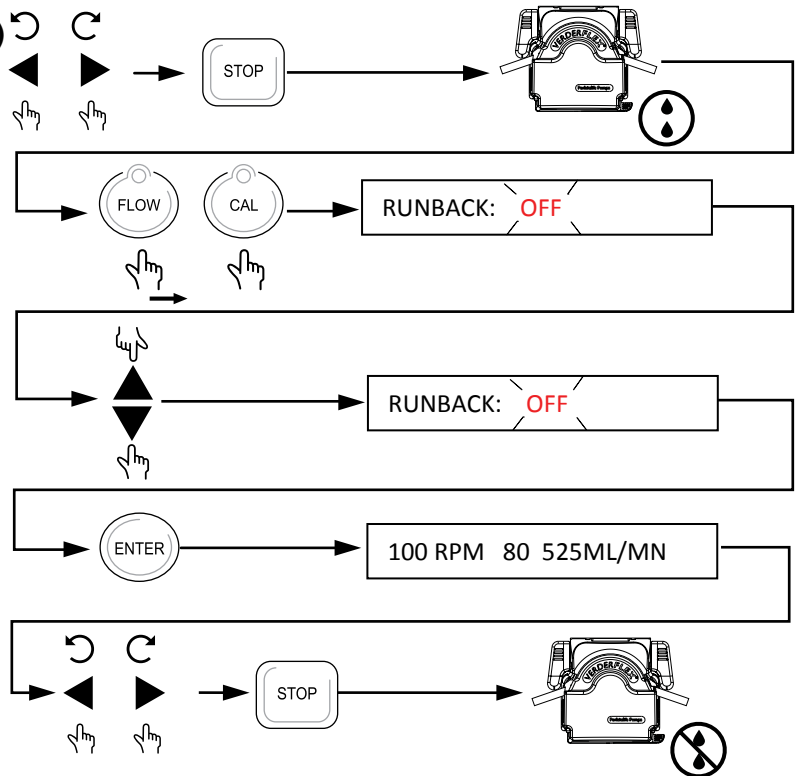 STOP
VERDERFLEX
Peristaltic Pumps
FLOW
CAL
RUNBACK: OFF
RUNBACK: OFF
ENTER
100 RPM 80 525ML/MN
STOP
VERDERFLEX
Peristaltic Pumps